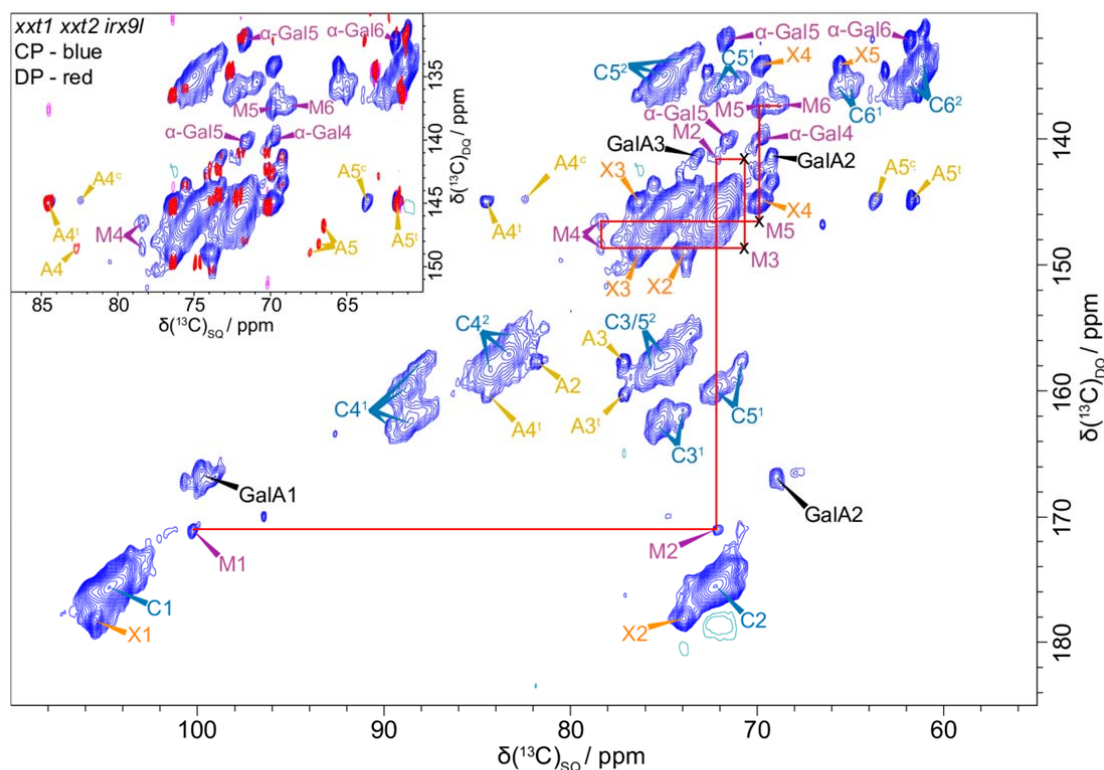 xxt1 xxt2 irx9l
CP - blue
DP - red
α-Gal5
α-Gal6
M5
M6
α-Gal5
α-Gal4
A4ᶜ
A5ᶜ
A4ᵗ
M4
A4
A5
A5ᵗ
135
140
145
150
δ(¹³C)DQ / ppm
85
80
75
70
65
δ(¹³C)SQ / ppm
α-Gal5
α-Gal6
C5²
C5¹
X4
X5
M5
M6
C6¹
C6²
α-Gal5
M2
α-Gal4
GalA3
GalA2
A4ᶜ
X3
A5ᶜ
A4ᵗ
X4
A5ᵗ
M4
M5
M3
X3
X2
C4²
C3/5²
A3
A2
C4¹
A4ᵗ
A3ᵗ
C5¹
C3¹
GalA1
GalA2
M1
M2
C1
C2
X1
X2
140
150
160
170
180
δ(¹³C)DQ / ppm
100
80
70
60
δ(¹³C)SQ / ppm